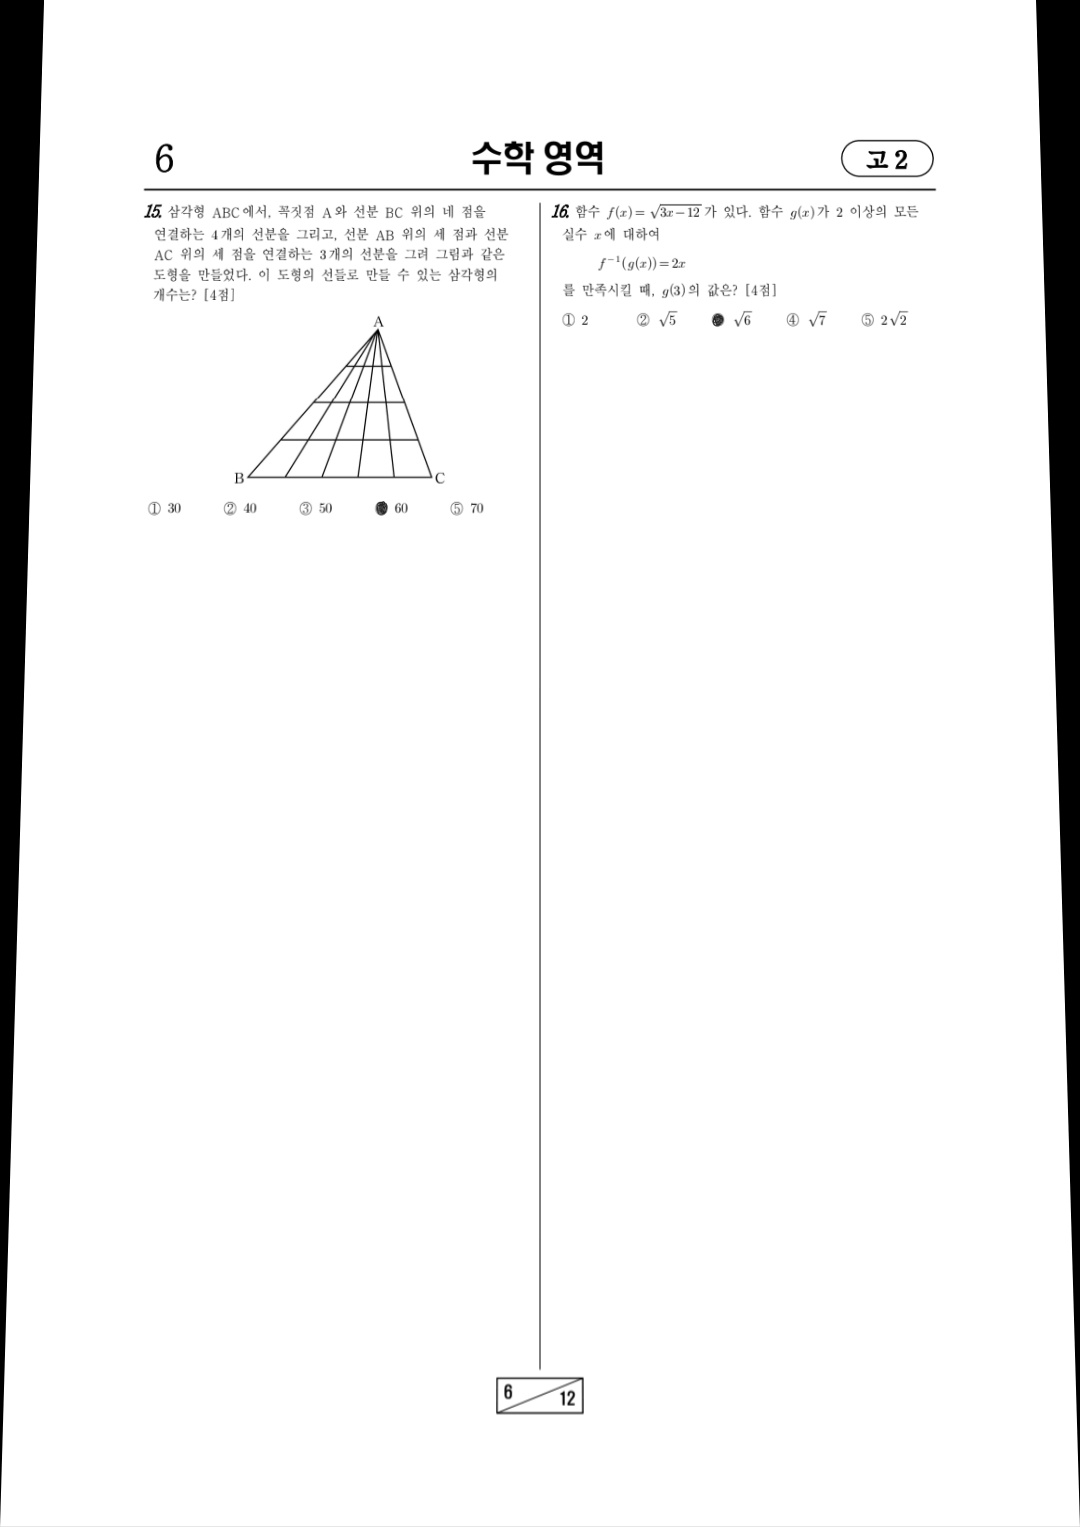 6
수학 영역
고 2
15. 삼각형 ABC에서, 꼭짓점 A와 선분 BC 위의 네 점을
연결하는 4개의 선분을 그리고, 선분 AB 위의 세 점과 선분
AC 위의 세 점을 연결하는 3개의 선분을 그려 그림과 같은
도형을 만들었다. 이 도형의 선들로 만들 수 있는 삼각형의
개수는? [4점]
A
B
C
① 30 ② 40 ③ 50 60 ⑤ 70
16. 함수 f(x)=√(3x-12)가 있다. 함수 g(x)가 2 이상의 모든
실수 x에 대하여
f⁻¹(g(x))=2x
를 만족시킬 때, g(3)의 값은? [4점]
① 2 ② √5 √6 ④ √7 ⑤ 2√2
6
12